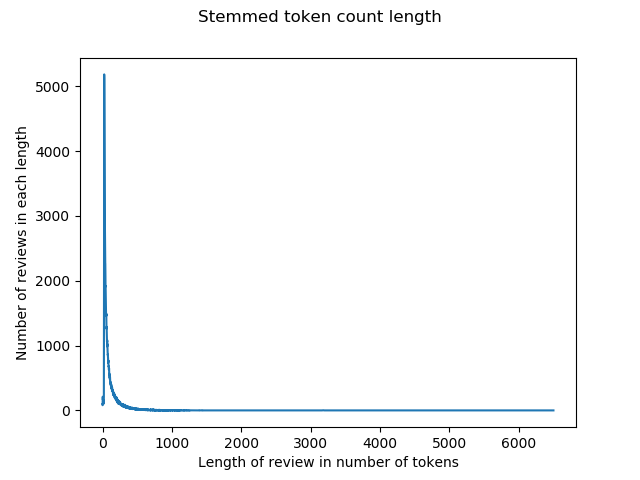 Stemmed token count length
Number of reviews in each length
5000
4000
3000
2000
1000
0
0 1000 2000 3000 4000 5000 6000
Length of review in number of tokens